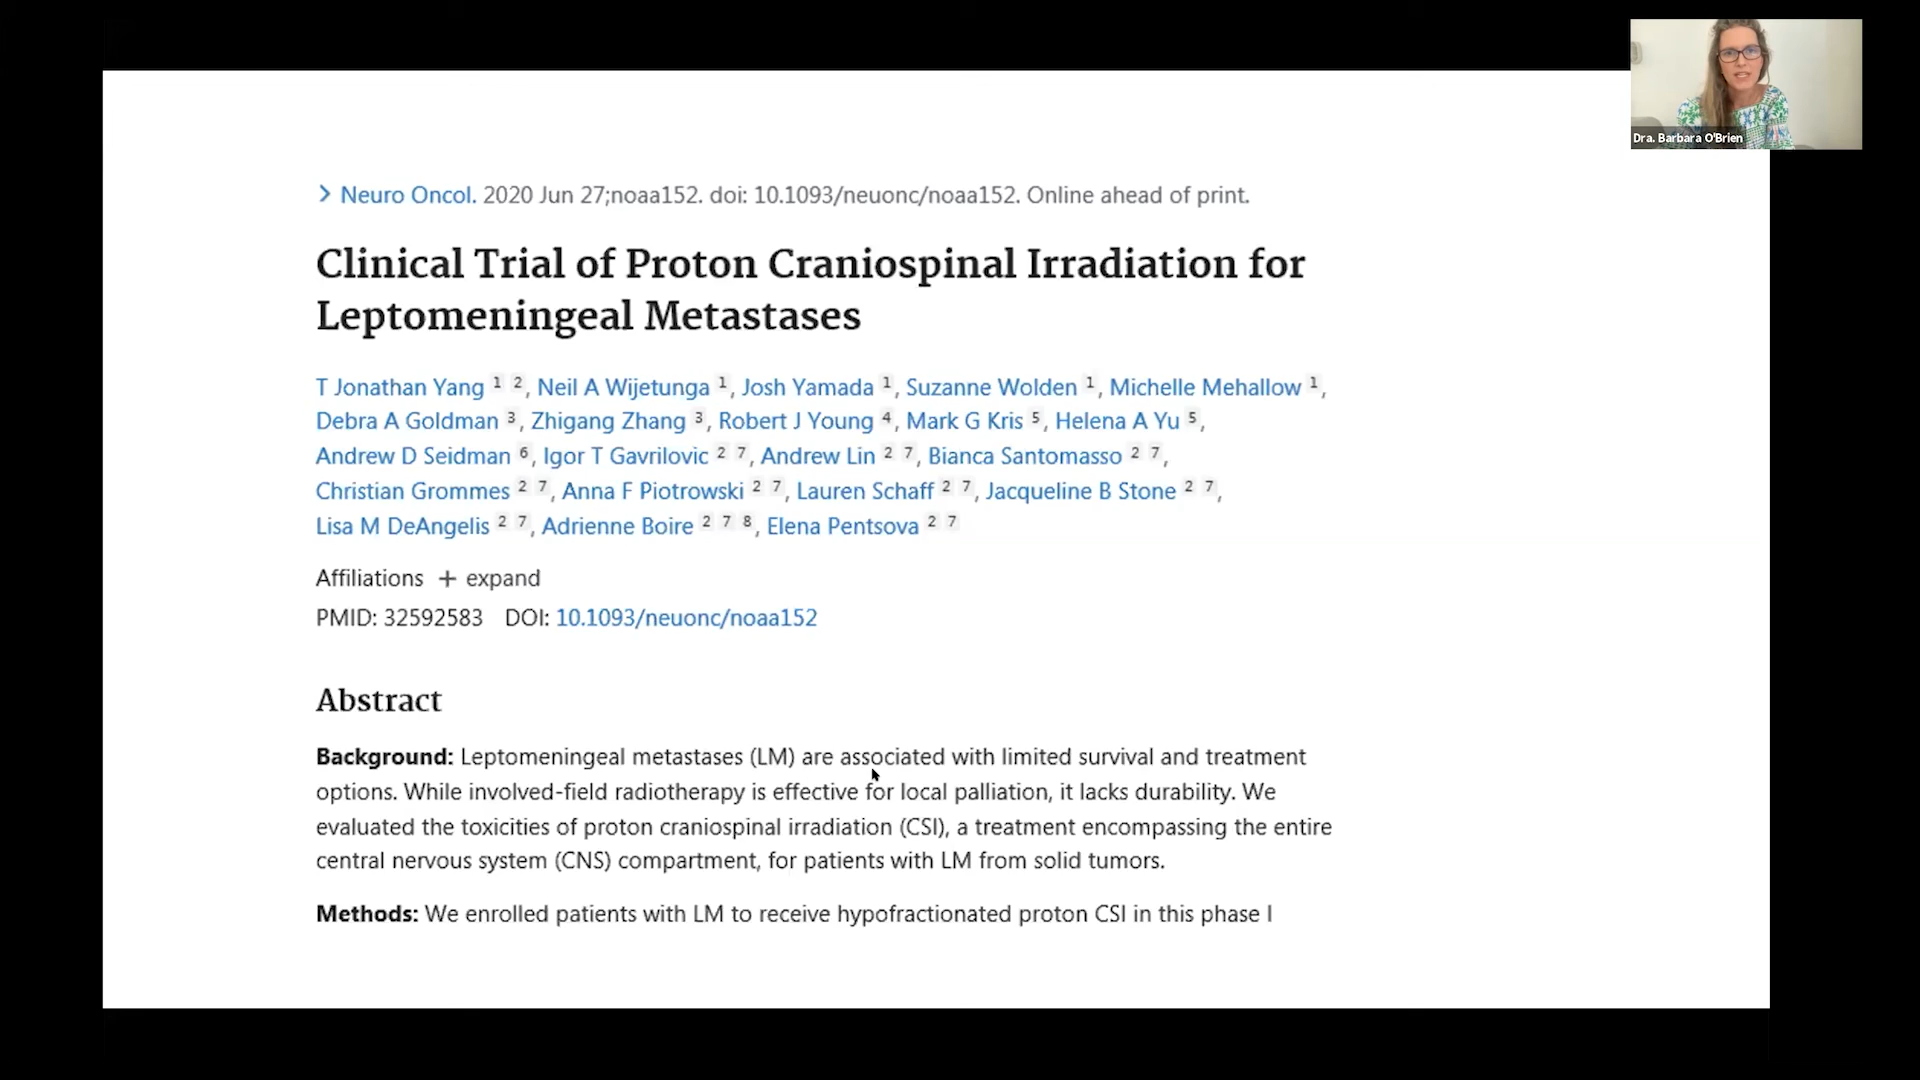 Dra. Barbara O'Brien
> Neuro Oncol. 2020 Jun 27;noaa152. doi: 10.1093/neuonc/noaa152. Online ahead of print.
Clinical Trial of Proton Craniospinal Irradiation for
Leptomeningeal Metastases
T Jonathan Yang 1 2, Neil A Wijetunga 1, Josh Yamada 1, Suzanne Wolden 1, Michelle Mehallow 1,
Debra A Goldman 3, Zhigang Zhang 3, Robert J Young 4, Mark G Kris 5, Helena A Yu 5,
Andrew D Seidman 6, Igor T Gavrilovic 2 7, Andrew Lin 2 7, Bianca Santomasso 2 7,
Christian Grommes 2 7, Anna F Piotrowski 2 7, Lauren Schaff 2 7, Jacqueline B Stone 2 7,
Lisa M DeAngelis 2 7, Adrienne Boire 2 7 8, Elena Pentsova 2 7
Affiliations + expand
PMID: 32592583 DOI: 10.1093/neuonc/noaa152
Abstract
Background: Leptomeningeal metastases (LM) are associated with limited survival and treatment
options. While involved-field radiotherapy is effective for local palliation, it lacks durability. We
evaluated the toxicities of proton craniospinal irradiation (CSI), a treatment encompassing the entire
central nervous system (CNS) compartment, for patients with LM from solid tumors.
Methods: We enrolled patients with LM to receive hypofractionated proton CSI in this phase I